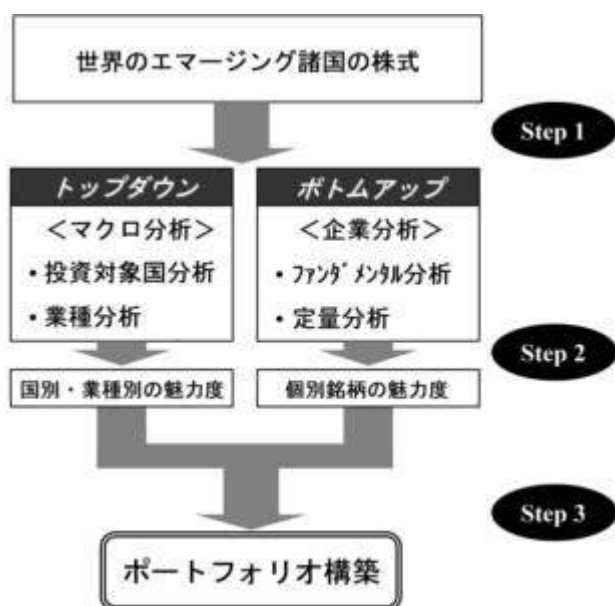 世界のエマージング諸国の株式
Step 1
トップダウン
<マクロ分析>
・投資対象国分析
・業種分析
ボトムアップ
<企業分析>
・ファンダメンタル分析
・定量分析
Step 2
国別・業種別の魅力度
個別銘柄の魅力度
Step 3
ポートフォリオ構築